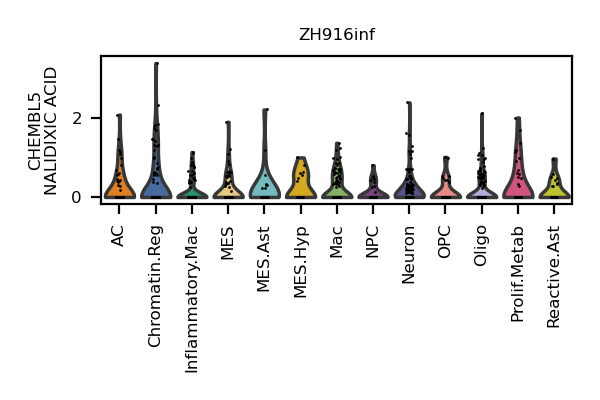 ZH916inf
CHEMBL5
NALIDIXIC ACID
2
0
AC
Chromatin.Reg
Inflammatory.Mac
MES
MES.Ast
MES.Hyp
Mac
NPC
Neuron
OPC
Oligo
Prolif.Metab
Reactive.Ast